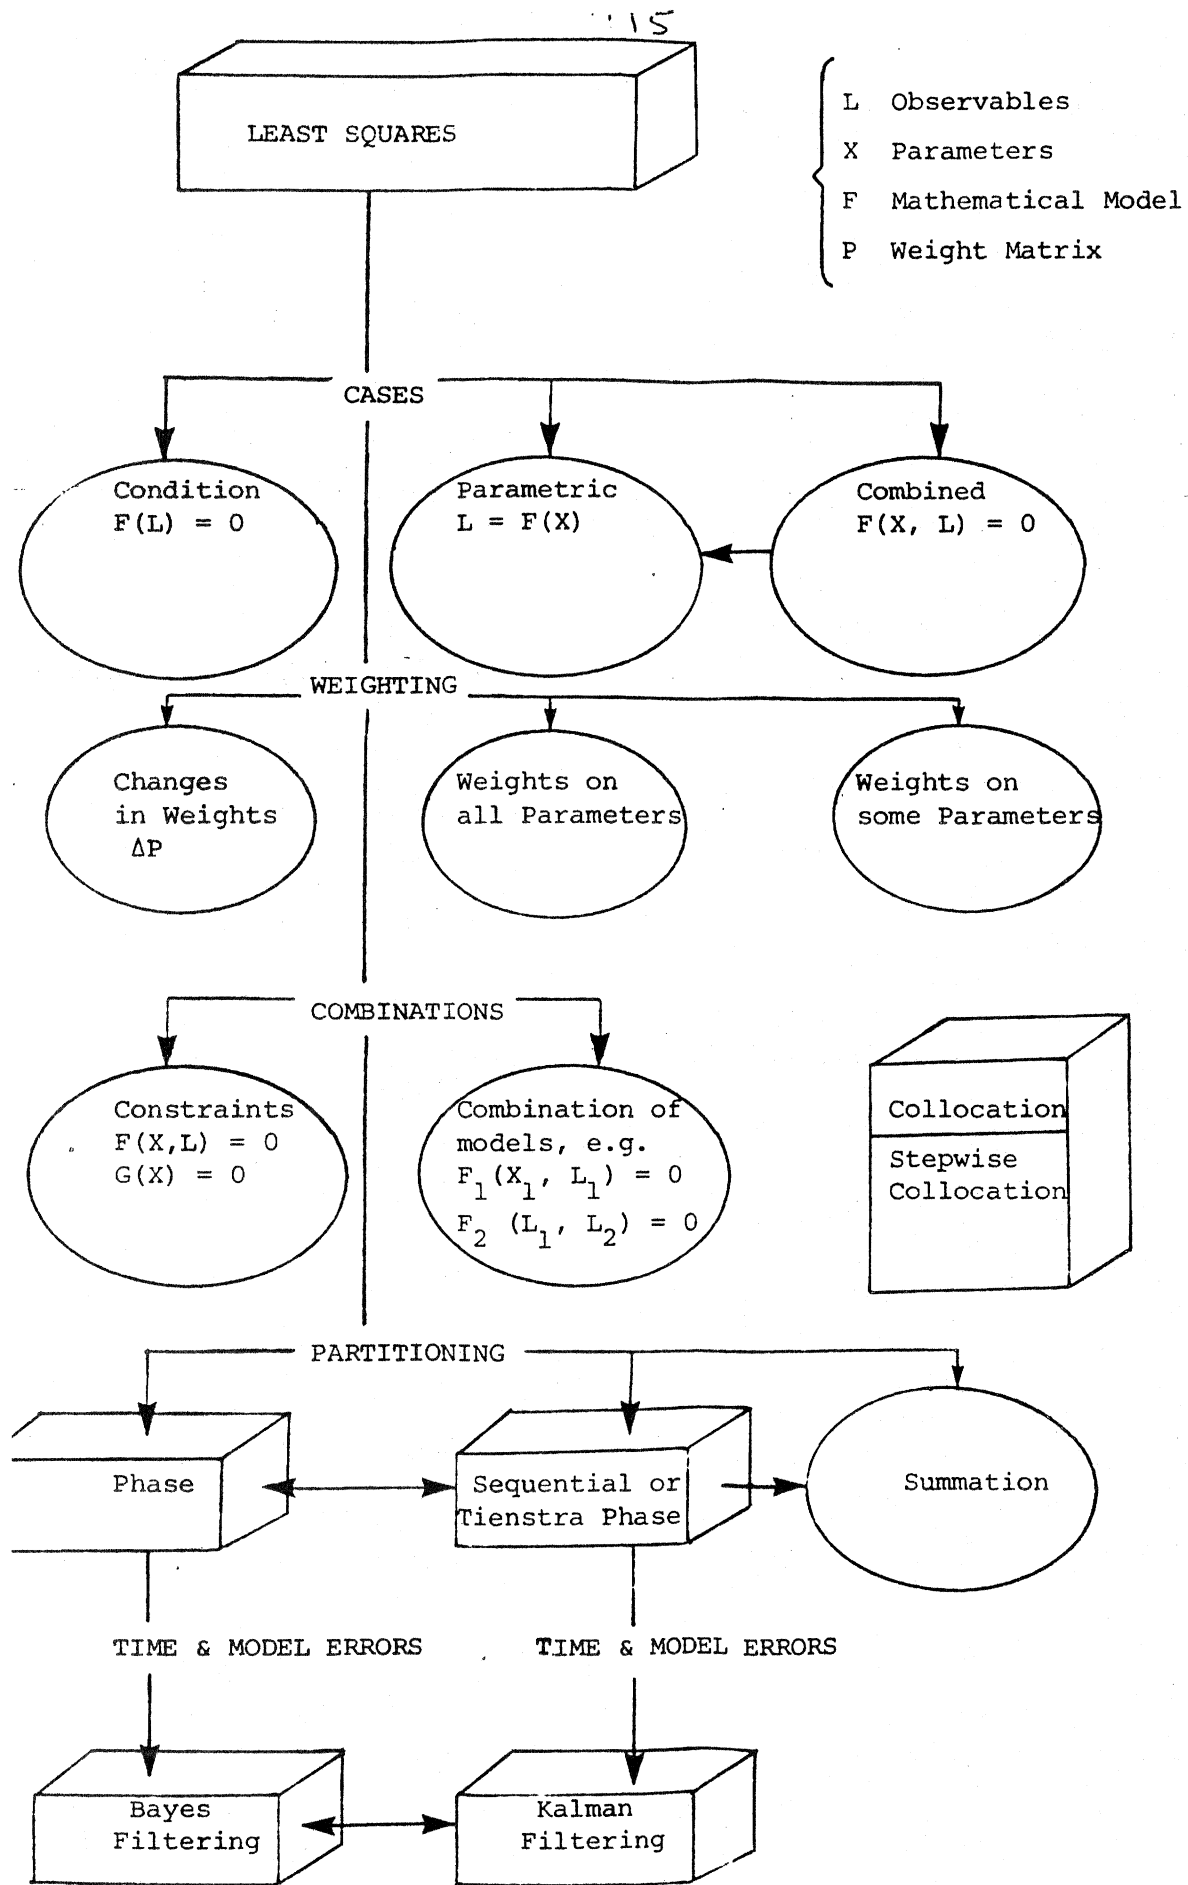 15
LEAST SQUARES
L Observables
X Parameters
F Mathematical Model
P Weight Matrix
CASES
Condition
F(L) = 0
Parametric
L = F(X)
Combined
F(X, L) = 0
WEIGHTING
Changes
in Weights
ΔP
Weights on
all Parameters
Weights on
some Parameters
COMBINATIONS
Constraints
F(X,L) = 0
G(X) = 0
Combination of
models, e.g.
F₁(X₁, L₁) = 0
F₂ (L₁, L₂) = 0
Collocation
Stepwise
Collocation
PARTITIONING
Phase
Sequential or
Tienstra Phase
Summation
TIME & MODEL ERRORS
TIME & MODEL ERRORS
Bayes
Filtering
Kalman
Filtering